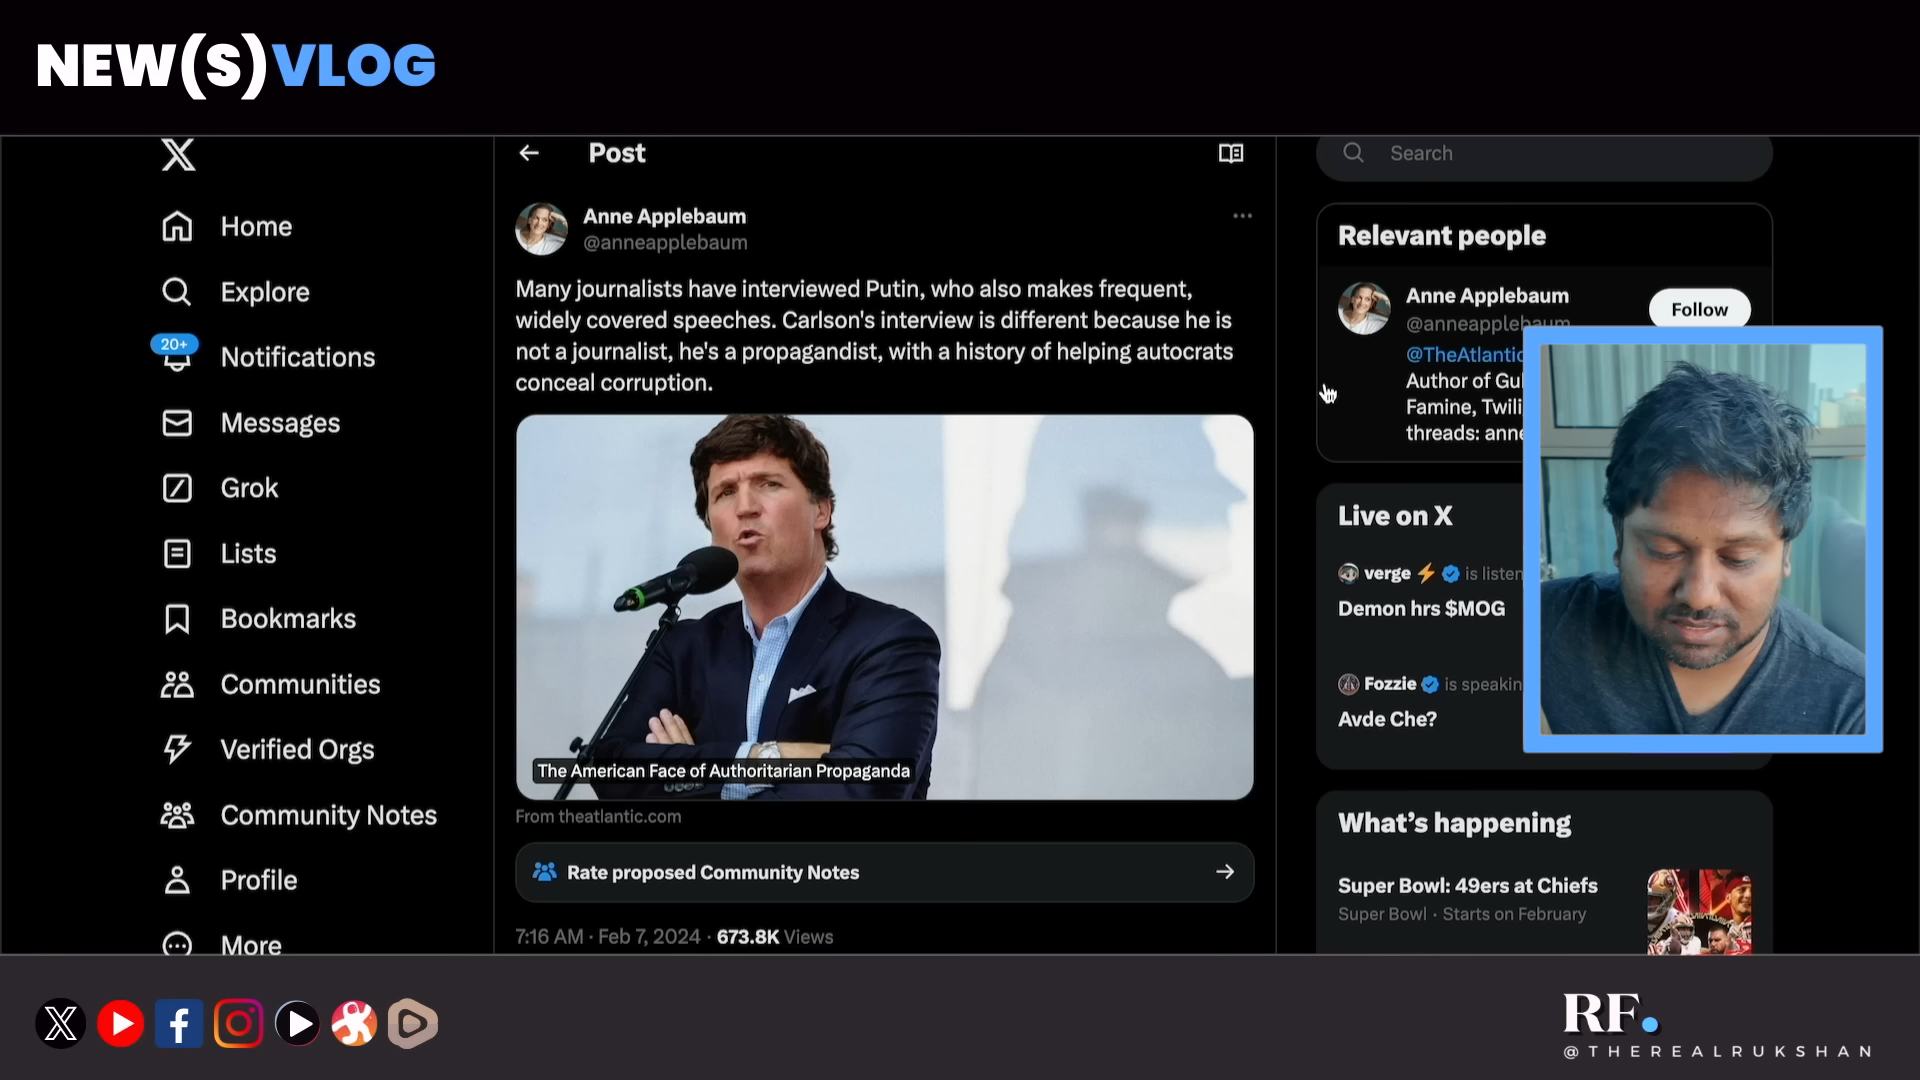 NEW(S)VLOG
Home
Explore
20+
Notifications
Messages
Grok
Lists
Bookmarks
Communities
Verified Orgs
Community Notes
Profile
More
Post
Anne Applebaum
@anneapplebaum
Many journalists have interviewed Putin, who also makes frequent,
widely covered speeches. Carlson's interview is different because he is
not a journalist, he's a propagandist, with a history of helping autocrats
conceal corruption.
The American Face of Authoritarian Propaganda
From theatlantic.com
Rate proposed Community Notes
7:16 AM · Feb 7, 2024 · 673.8K Views
Search
Relevant people
Anne Applebaum
Follow
@anneapplebaum
@TheAtlantic
Author of Gul
Famine, Twili
threads: anne
Live on X
verge⚡ is listen
Demon hrs $MOG
Fozzie is speakin
Avde Che?
What's happening
Super Bowl: 49ers at Chiefs
Super Bowl · Starts on February
RF.
@THEREALRUKSHAN